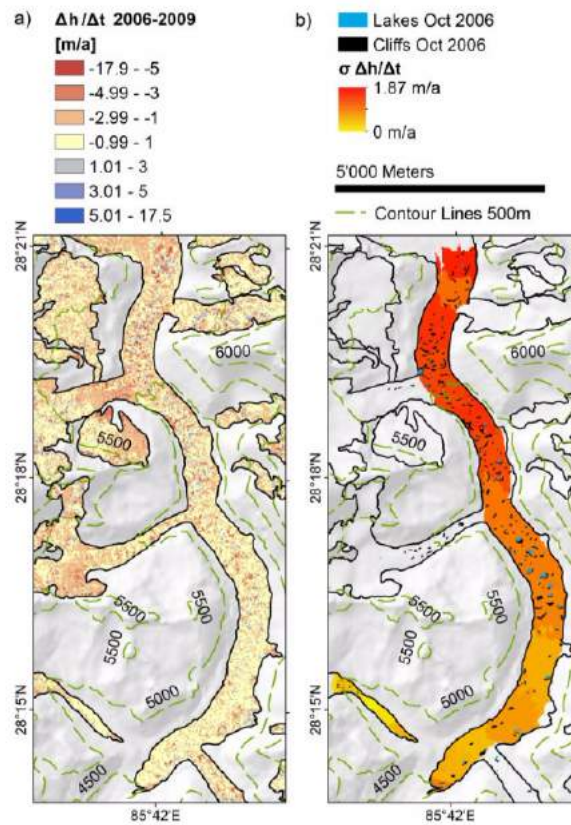 a) Δh/Δt 2006-2009
[m/a]
-17.9 - -5
-4.99 - -3
-2.99 - -1
-0.99 - 1
1.01 - 3
3.01 - 5
5.01 - 17.5
b) Lakes Oct 2006
Cliffs Oct 2006
σ Δh/Δt
1.87 m/a
0 m/a
5'000 Meters
Contour Lines 500m
28°21'N
28°18'N
28°15'N
6000
5500
5500
5500
5500
5000
4500
85°42'E
28°21'N
28°18'N
28°15'N
6000
5500
5500
5500
5500
5000
4500
85°42'E